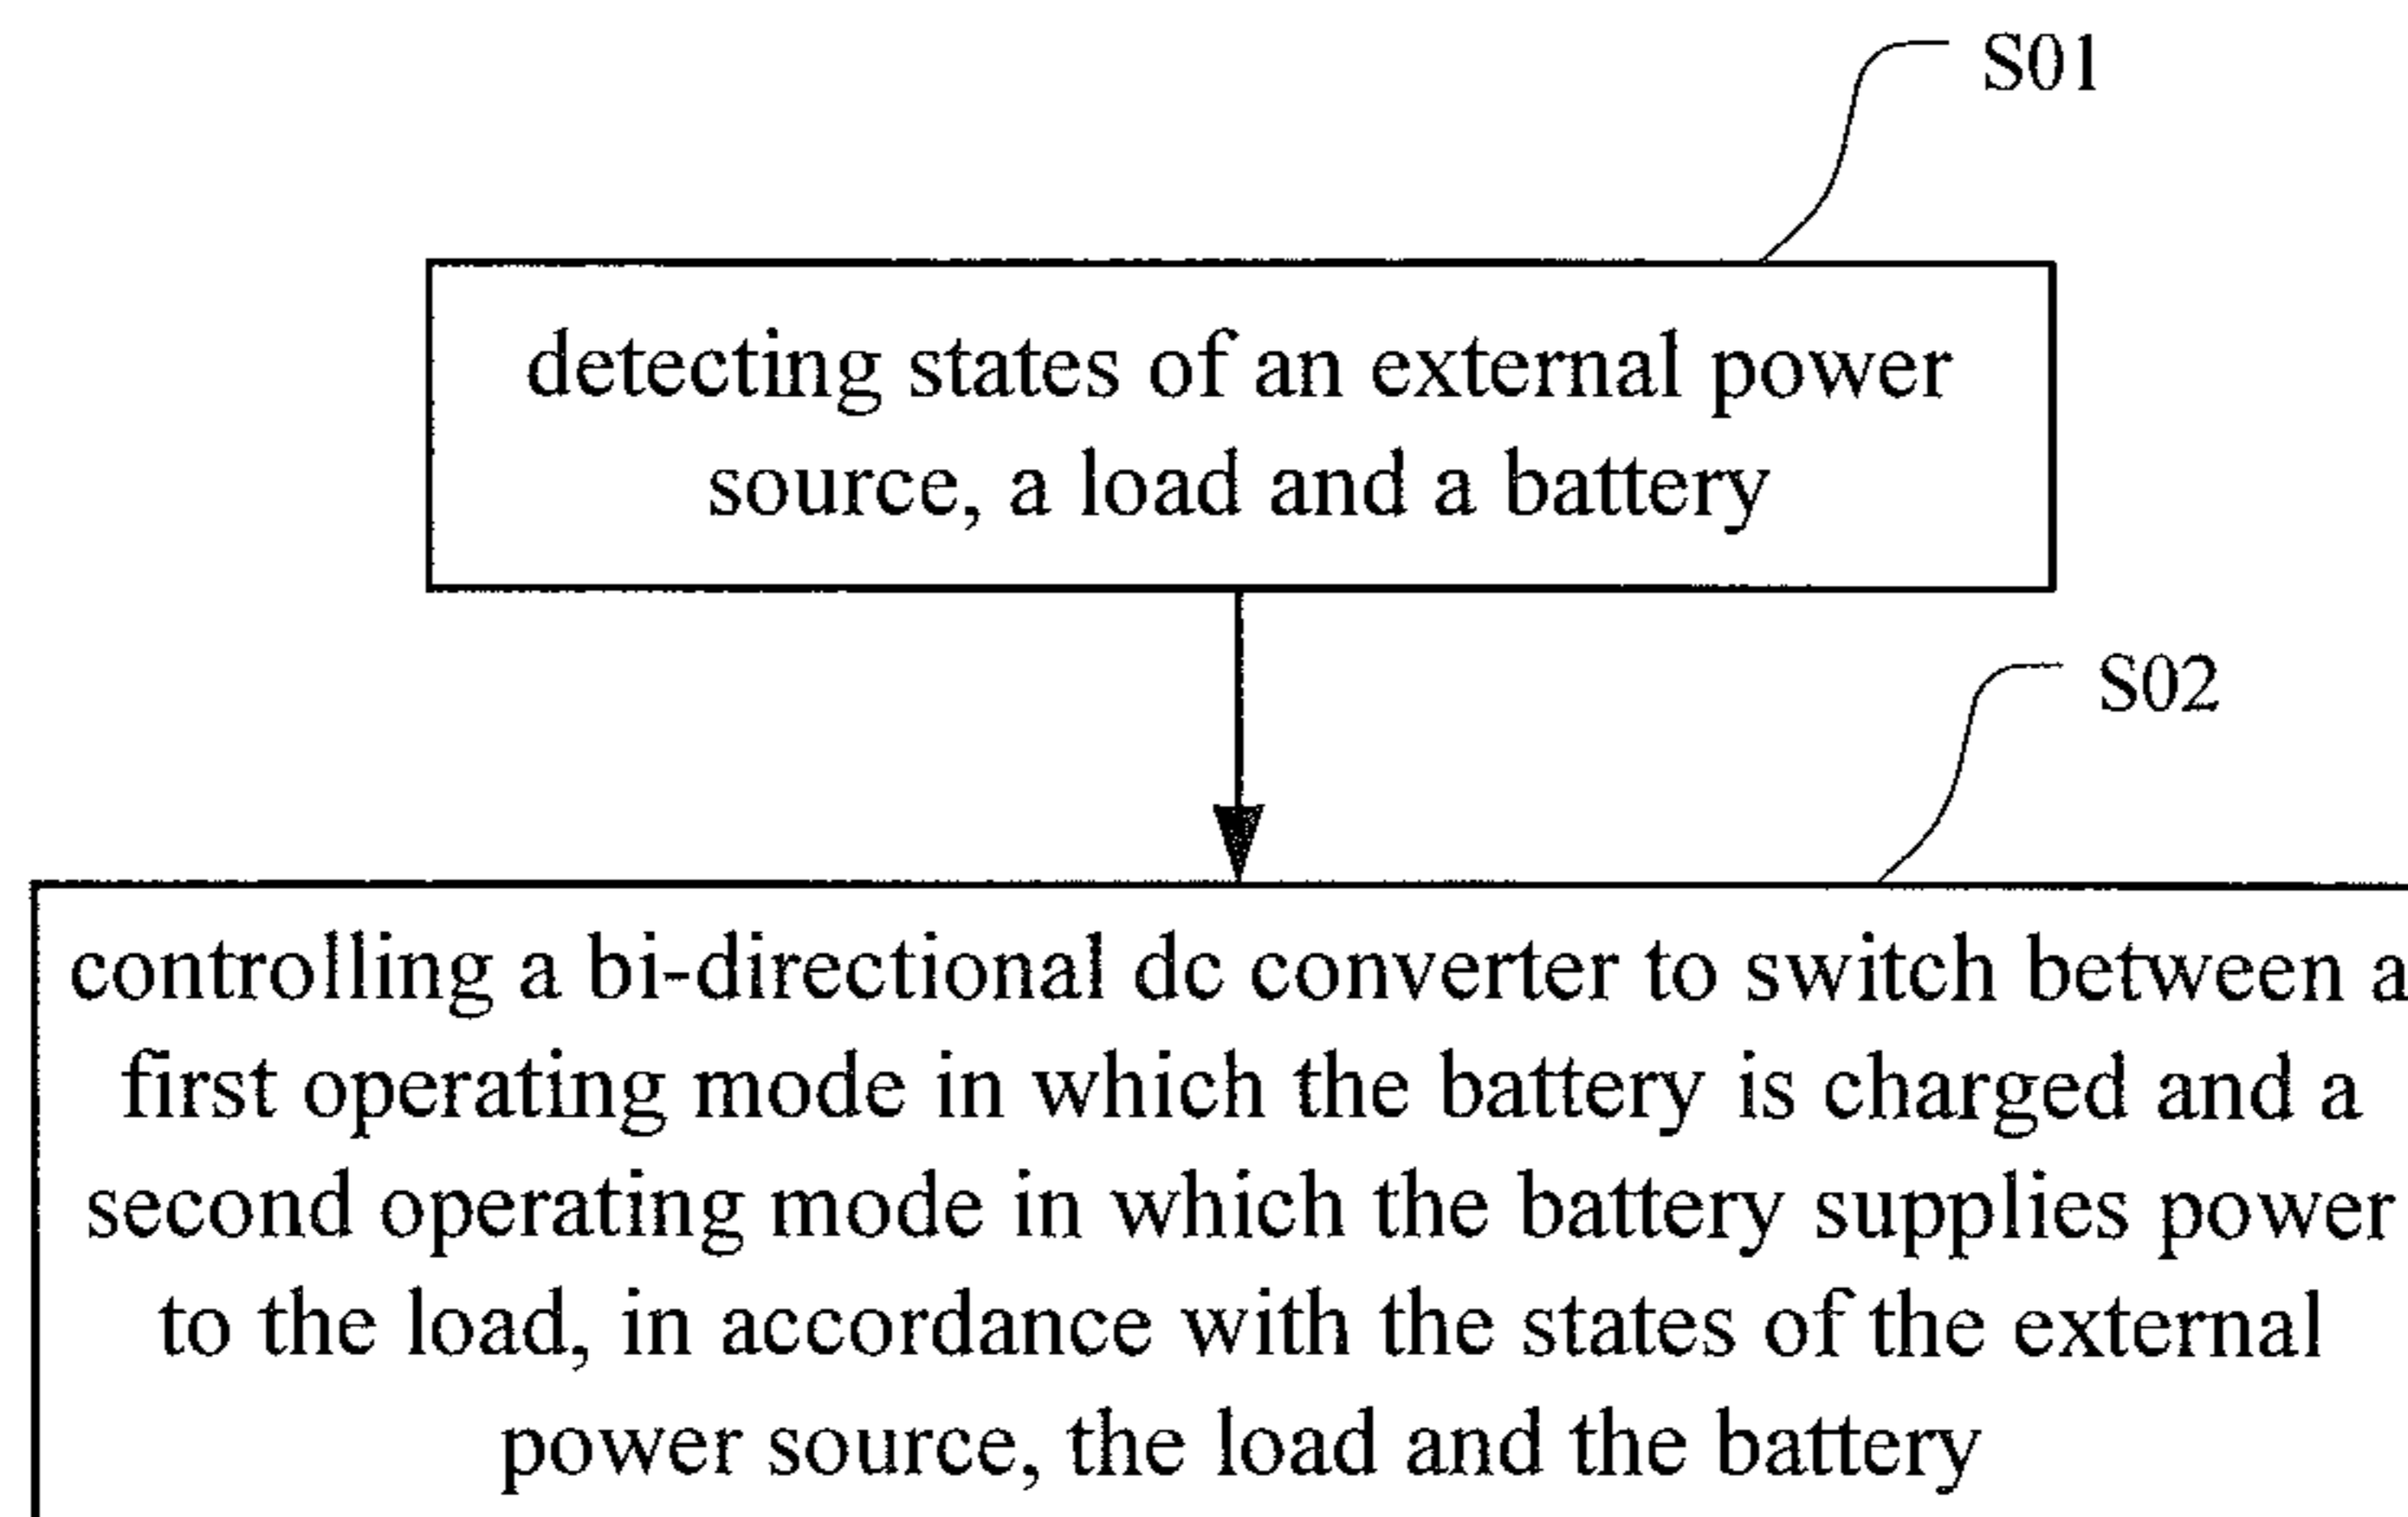 S01
detecting states of an external power
source, a load and a battery
S02
controlling a bi-directional dc converter to switch between a
first operating mode in which the battery is charged and a
second operating mode in which the battery supplies power
to the load, in accordance with the states of the external
power source, the load and the battery